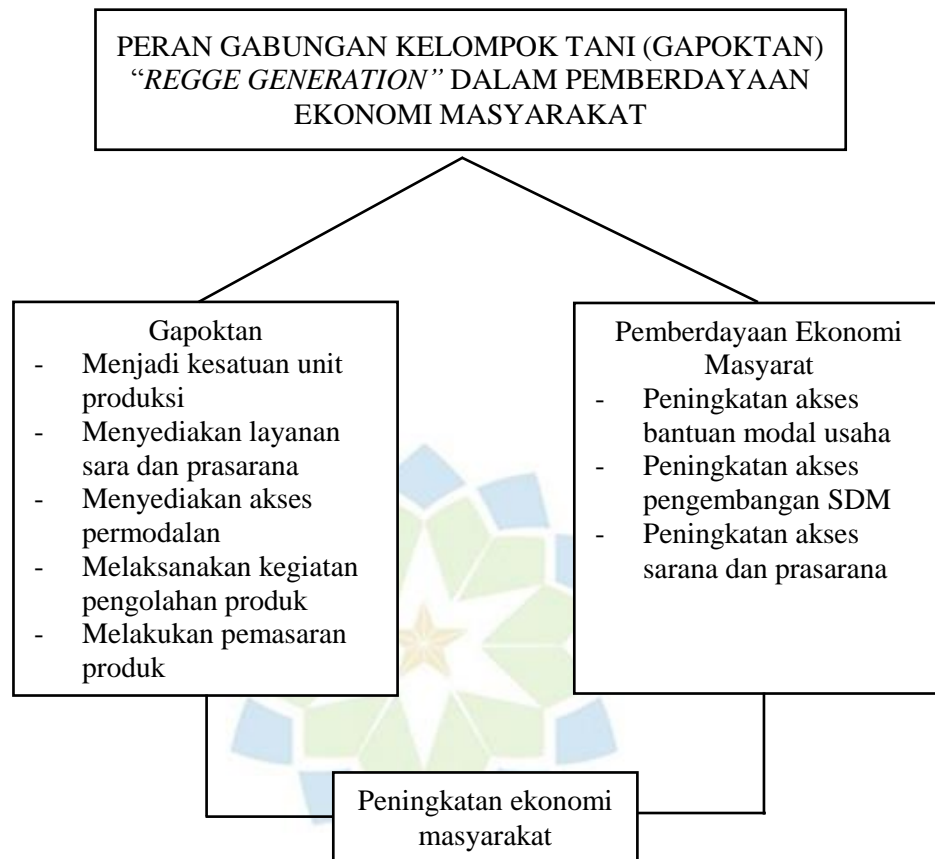 PERAN GABUNGAN KELOMPOK TANI (GAPOKTAN)
“REGGE GENERATION” DALAM PEMBERDAYAAN
EKONOMI MASYARAKAT
Gapoktan
- Menjadi kesatuan unit
produksi
- Menyediakan layanan
sara dan prasarana
- Menyediakan akses
permodalan
- Melaksanakan kegiatan
pengolahan produk
- Melakukan pemasaran
produk
Pemberdayaan Ekonomi
Masyarat
- Peningkatan akses
bantuan modal usaha
- Peningkatan akses
pengembangan SDM
- Peningkatan akses
sarana dan prasarana
Peningkatan ekonomi
masyarakat